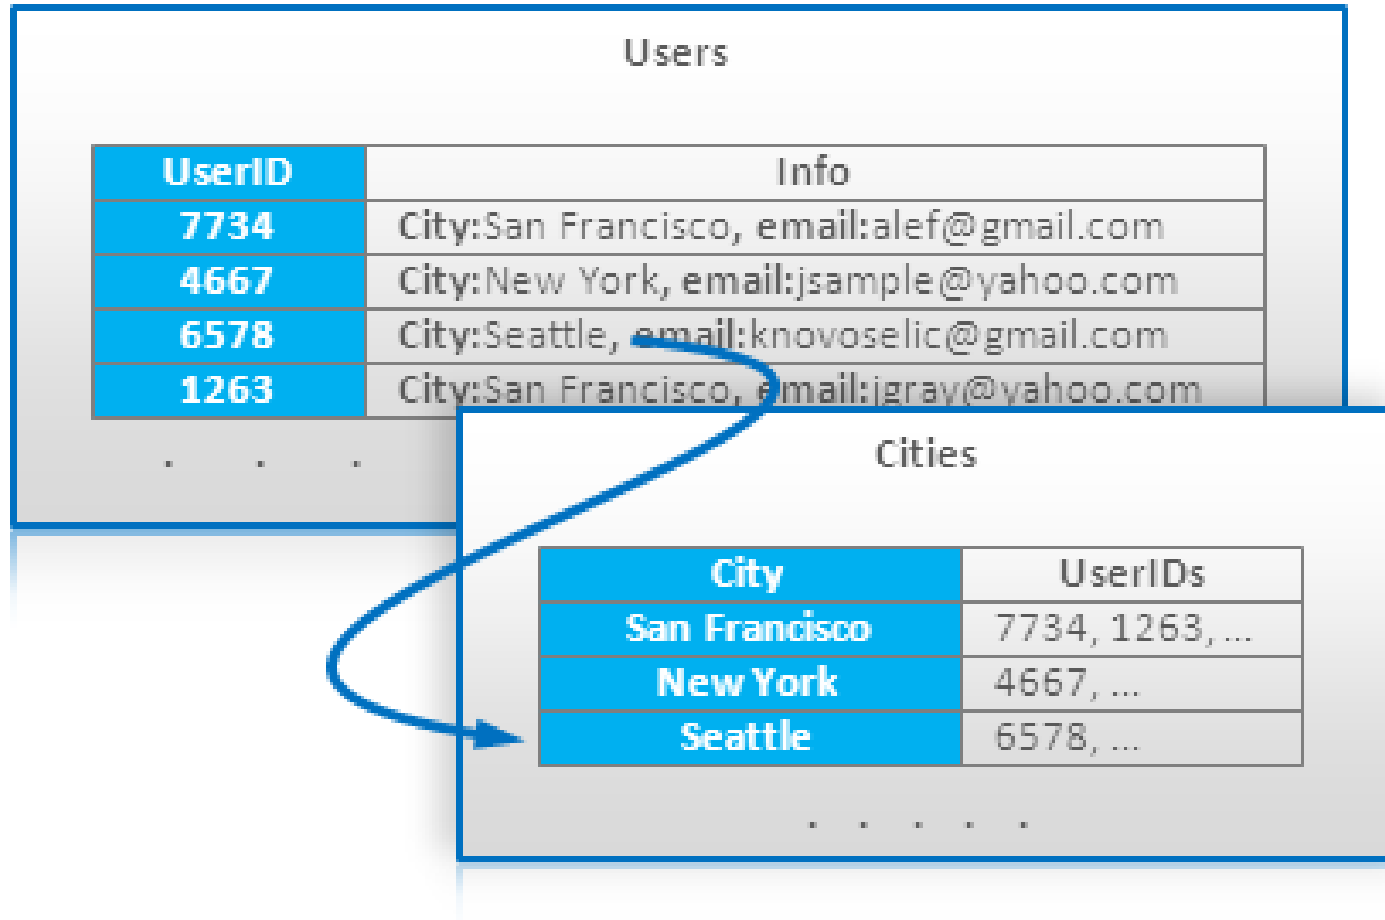 Users
UserID Info
7734 City:San Francisco, email:alef@gmail.com
4667 City:New York, email:jsample@yahoo.com
6578 City:Seattle, email:knovoselic@gmail.com
1263 City:San Francisco, email:jgray@yahoo.com
. . .
Cities
City UserIDs
San Francisco 7734, 1263, ...
New York 4667, ...
Seattle 6578, ...
. . . . .